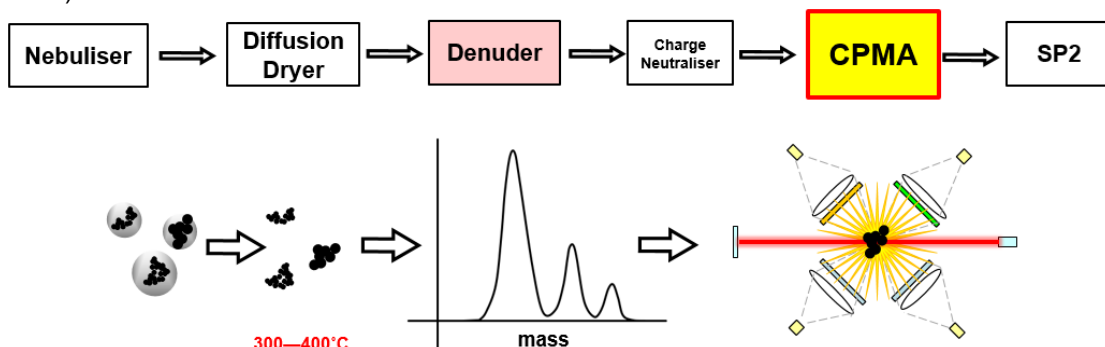 Nebuliser
Diffusion
Dryer
Denuder
Charge
Neutraliser
CPMA
SP2
300—400°C
mass